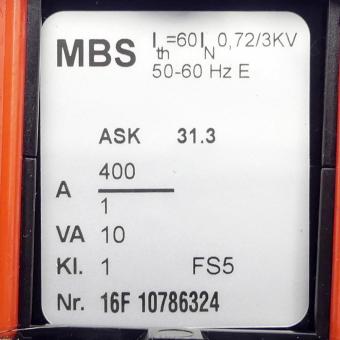 MBS Ith=60IN 0,72/3KV
50-60 Hz E
ASK 31.3
A 400/1
VA 10
Kl. 1 FS5
Nr. 16F 10786324